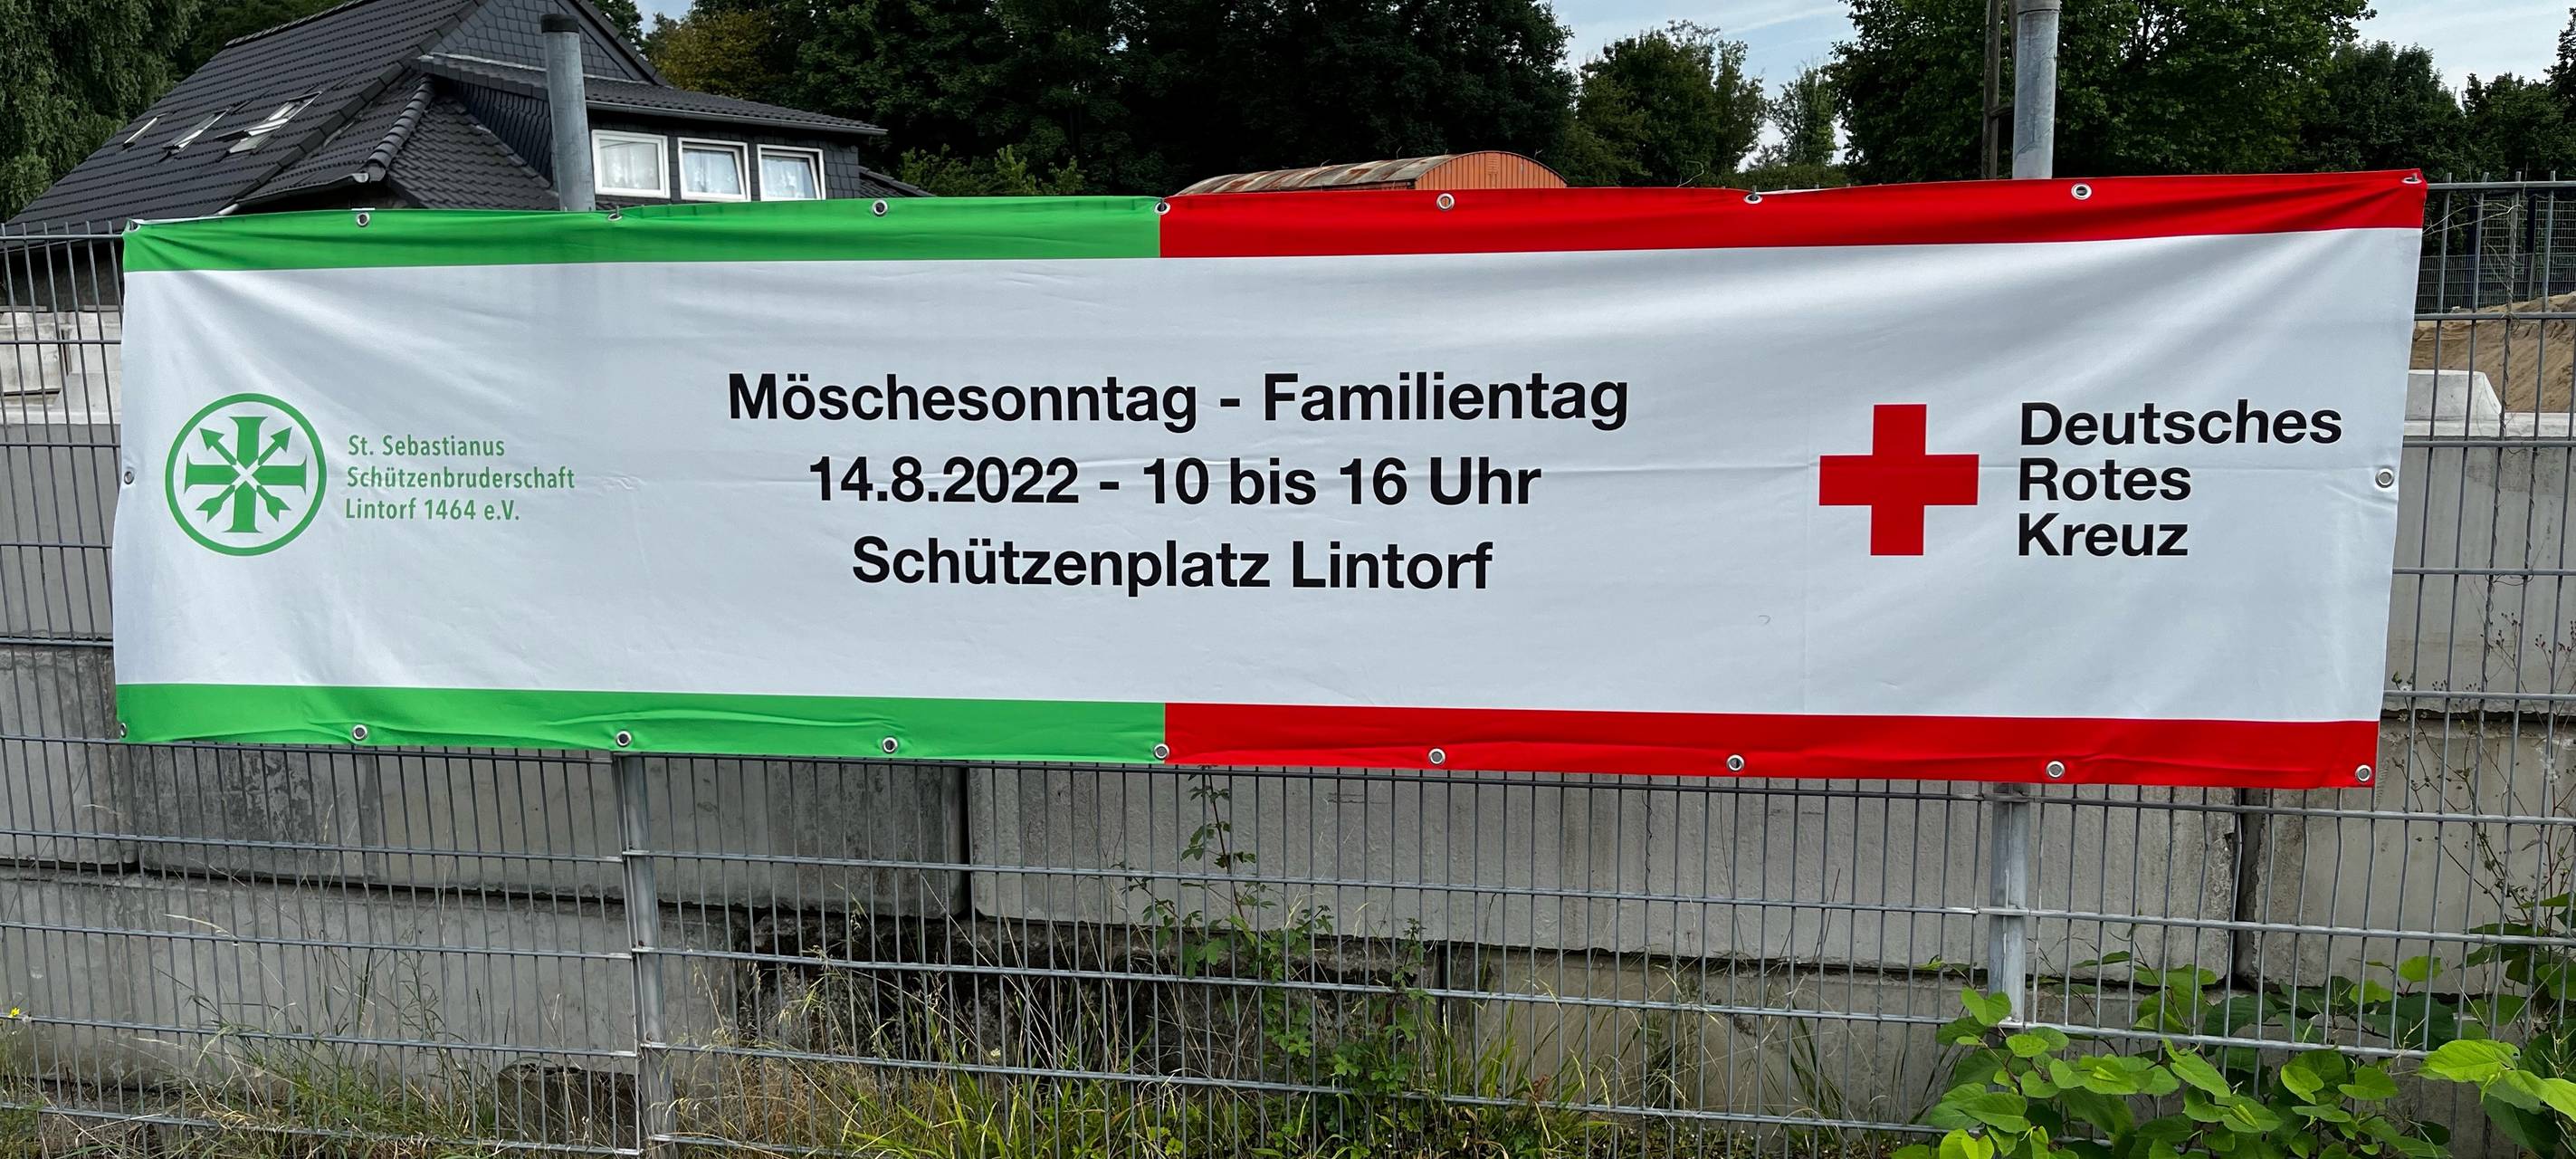 St. Sebastianus
Schützenbruderschaft
Lintorf 1464 e.V.
Möschesonntag - Familientag
14.8.2022 - 10 bis 16 Uhr
Schützenplatz Lintorf
Deutsches
Rotes
Kreuz